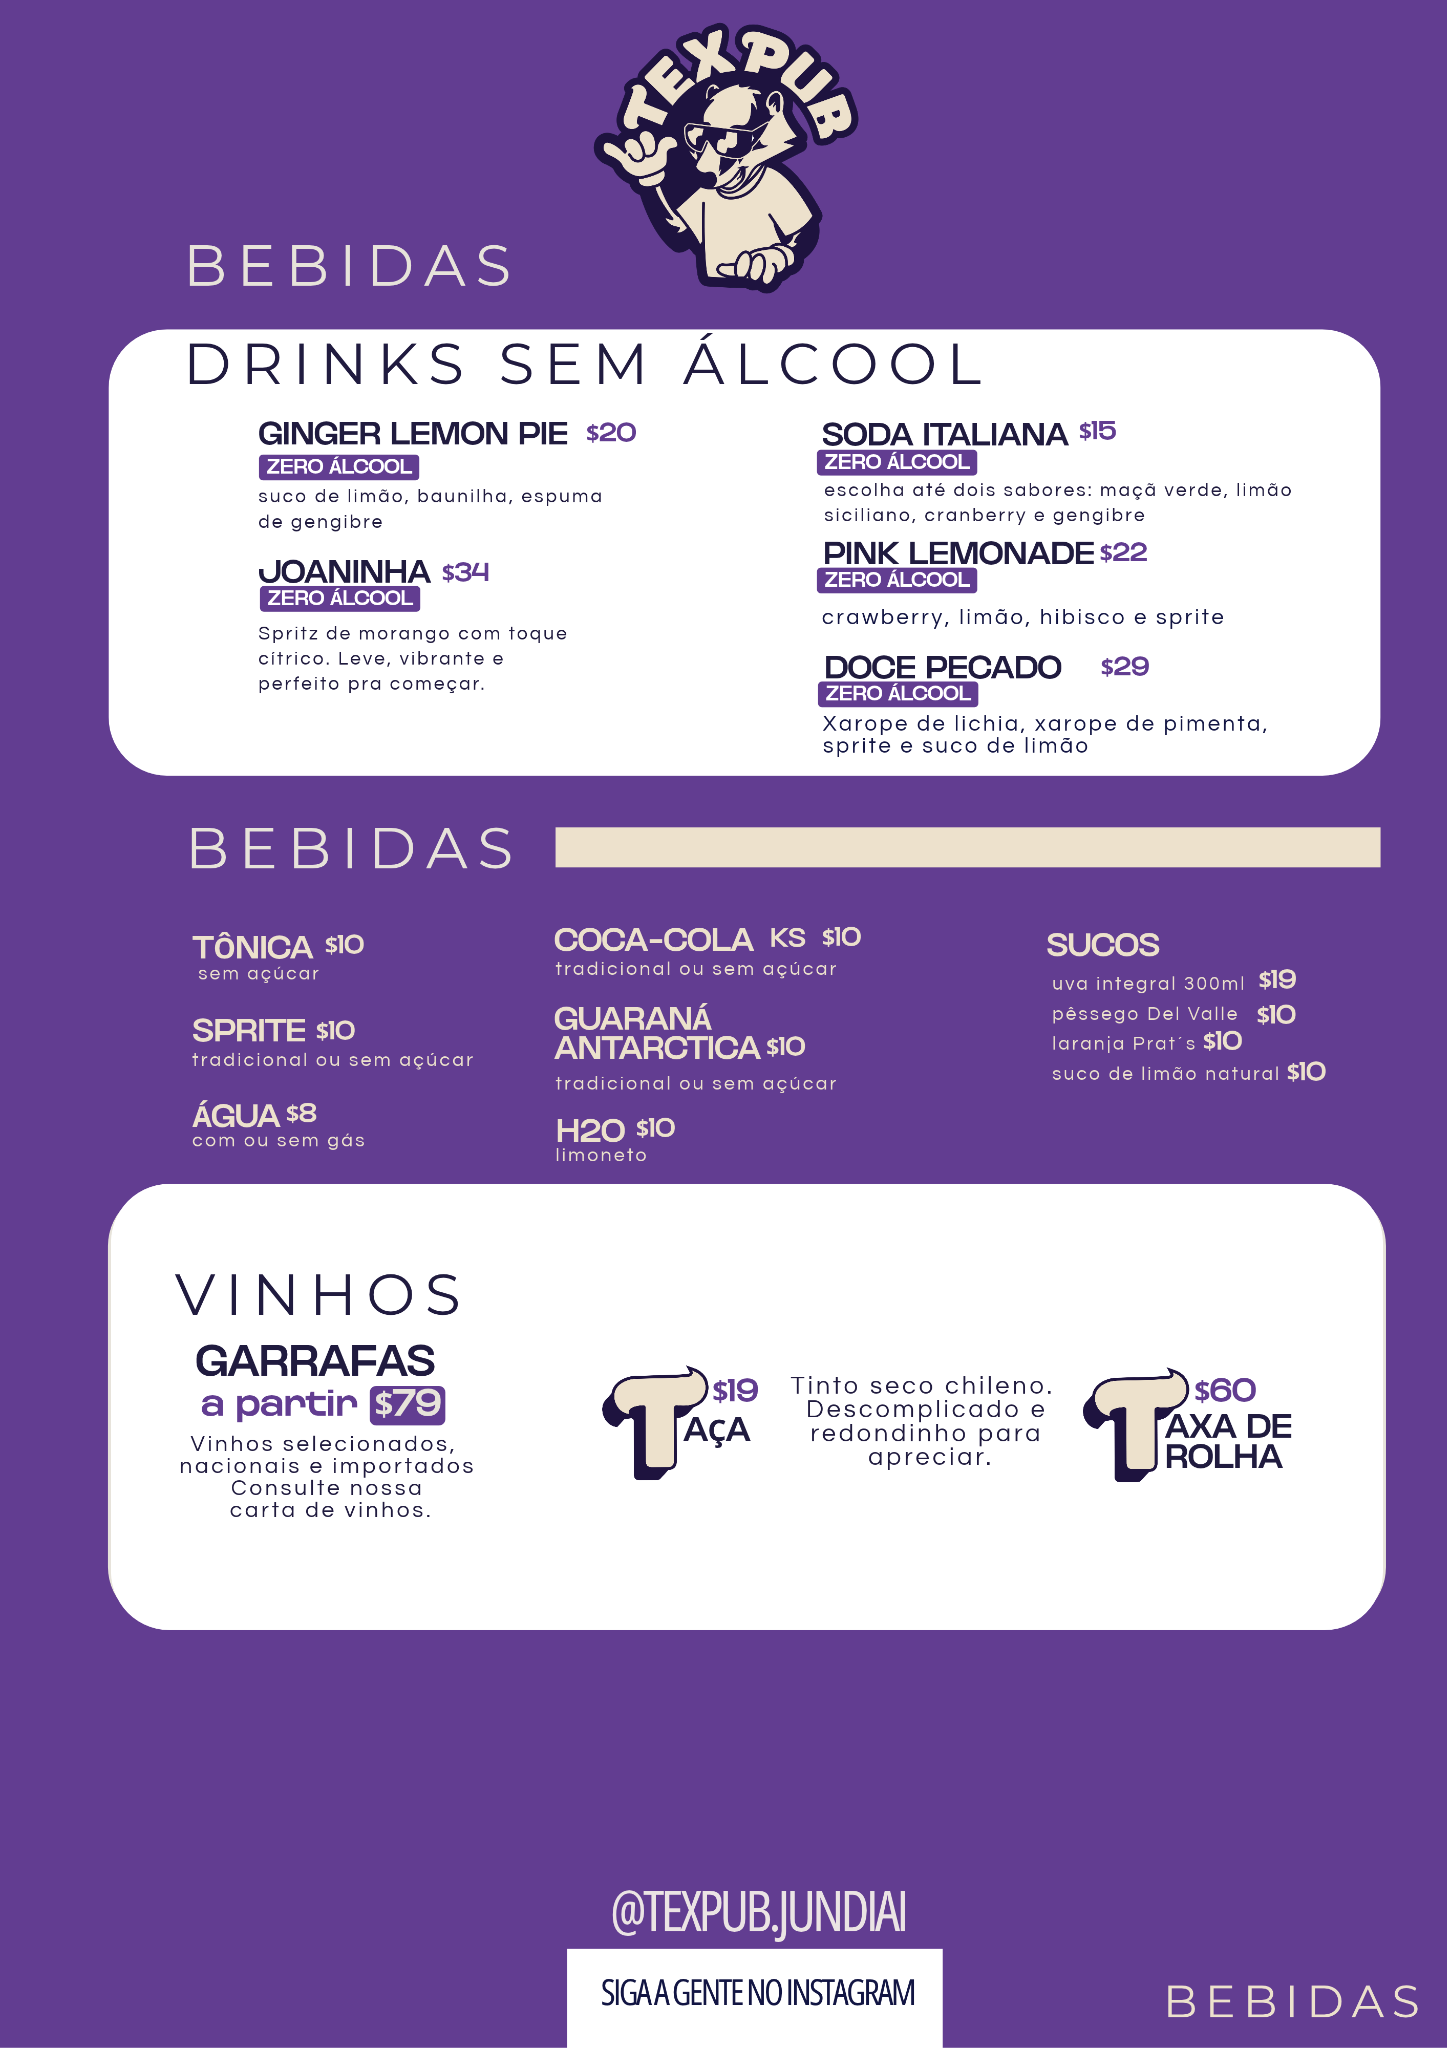 TEXPUB
BEBIDAS
DRINKS SEM ÁLCOOL
GINGER LEMON PIE $20
ZERO ÁLCOOL
suco de limão, baunilha, espuma
de gengibre
JOANINHA $34
ZERO ÁLCOOL
Spritz de morango com toque
cítrico. Leve, vibrante e
perfeito pra começar.
SODA ITALIANA $15
ZERO ÁLCOOL
escolha até dois sabores: maçã verde, limão
siciliano, cranberry e gengibre
PINK LEMONADE $22
ZERO ÁLCOOL
crawberry, limão, hibisco e sprite
DOCE PECADO $29
ZERO ÁLCOOL
Xarope de lichia, xarope de pimenta,
sprite e suco de limão
BEBIDAS
TÔNICA $10
sem açúcar
SPRITE $10
tradicional ou sem açúcar
ÁGUA $8
com ou sem gás
COCA-COLA KS $10
tradicional ou sem açúcar
GUARANÁ
ANTARCTICA $10
tradicional ou sem açúcar
H2O $10
limoneto
SUCOS
uva integral 300ml $19
pêssego Del Valle $10
laranja Prat´s $10
suco de limão natural $10
VINHOS
GARRAFAS
a partir $79
Vinhos selecionados,
nacionais e importados
Consulte nossa
carta de vinhos.
TAÇA $19
Tinto seco chileno.
Descomplicado e
redondinho para
apreciar.
$60
TAXA DE
ROLHA
@TEXPUB.JUNDIAI
SIGA A GENTE NO INSTAGRAM
BEBIDAS